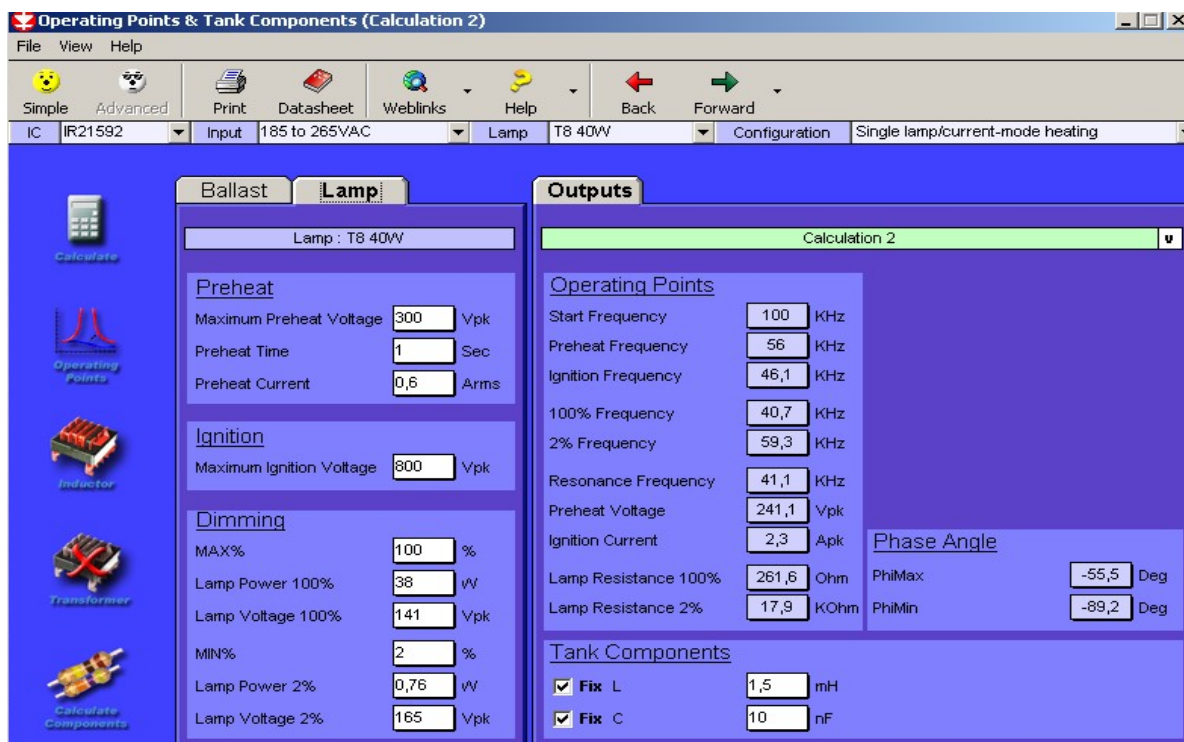 Operating Points & Tank Components (Calculation 2)
File View Help
Simple Advanced Print Datasheet Weblinks Help Back Forward
IC IR21592 Input 185 to 265VAC Lamp T8 40W Configuration Single lamp/current-mode heating
Calculate
Operating Points
Inductor
Transformer
Calculate Components
Ballast Lamp
Lamp : T8 40W
Preheat
Maximum Preheat Voltage 300 Vpk
Preheat Time 1 Sec
Preheat Current 0,6 Arms
Ignition
Maximum Ignition Voltage 800 Vpk
Dimming
MAX% 100 %
Lamp Power 100% 38 W
Lamp Voltage 100% 141 Vpk
MIN% 2 %
Lamp Power 2% 0,76 W
Lamp Voltage 2% 165 Vpk
Outputs
Calculation 2
Operating Points
Start Frequency 100 KHz
Preheat Frequency 56 KHz
Ignition Frequency 46,1 KHz
100% Frequency 40,7 KHz
2% Frequency 59,3 KHz
Resonance Frequency 41,1 KHz
Preheat Voltage 241,1 Vpk
Ignition Current 2,3 Apk
Lamp Resistance 100% 261,6 Ohm
Lamp Resistance 2% 17,9 KOhm
Phase Angle
PhiMax -55,5 Deg
PhiMin -89,2 Deg
Tank Components
Fix L 1,5 mH
Fix C 10 nF